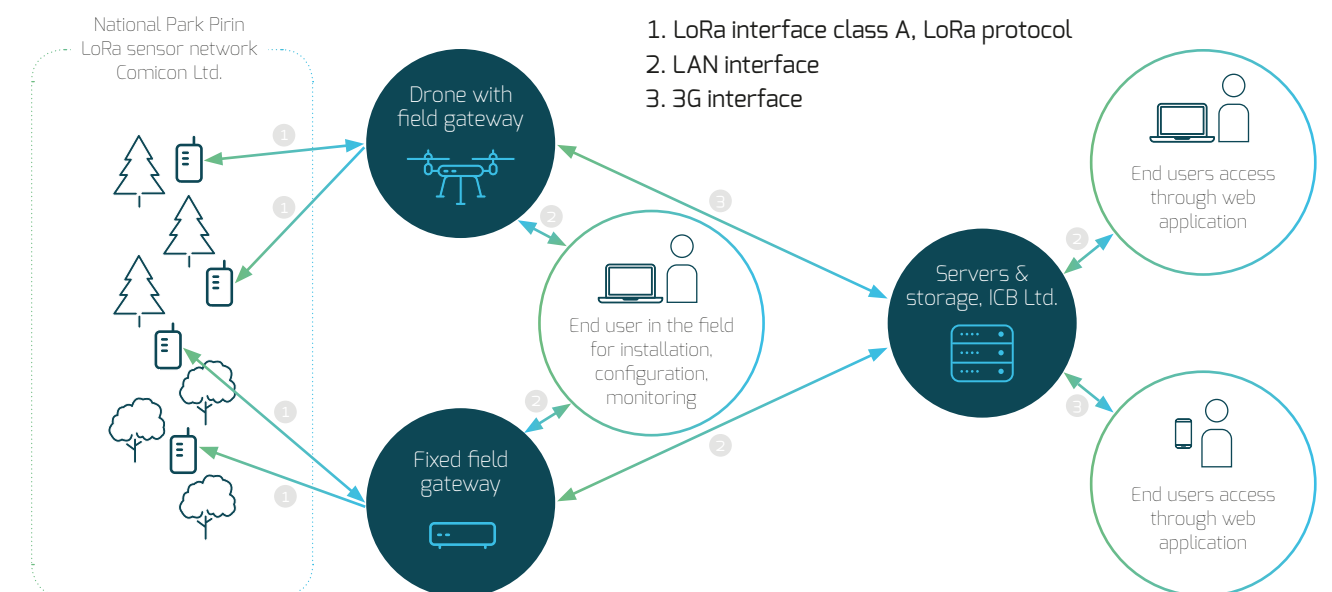 National Park Pirin
LoRa sensor network
Comicon Ltd.
1. LoRa interface class A, LoRa protocol
2. LAN interface
3. 3G interface
Drone with
field gateway
1
1
2
3
End users access
through web
application
2
Servers &
storage, ICB Ltd.
End user in the field
for installation,
configuration,
monitoring
2
2
3
1
1
Fixed field
gateway
End users access
through web
application